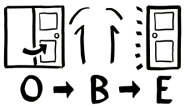 O → B → E